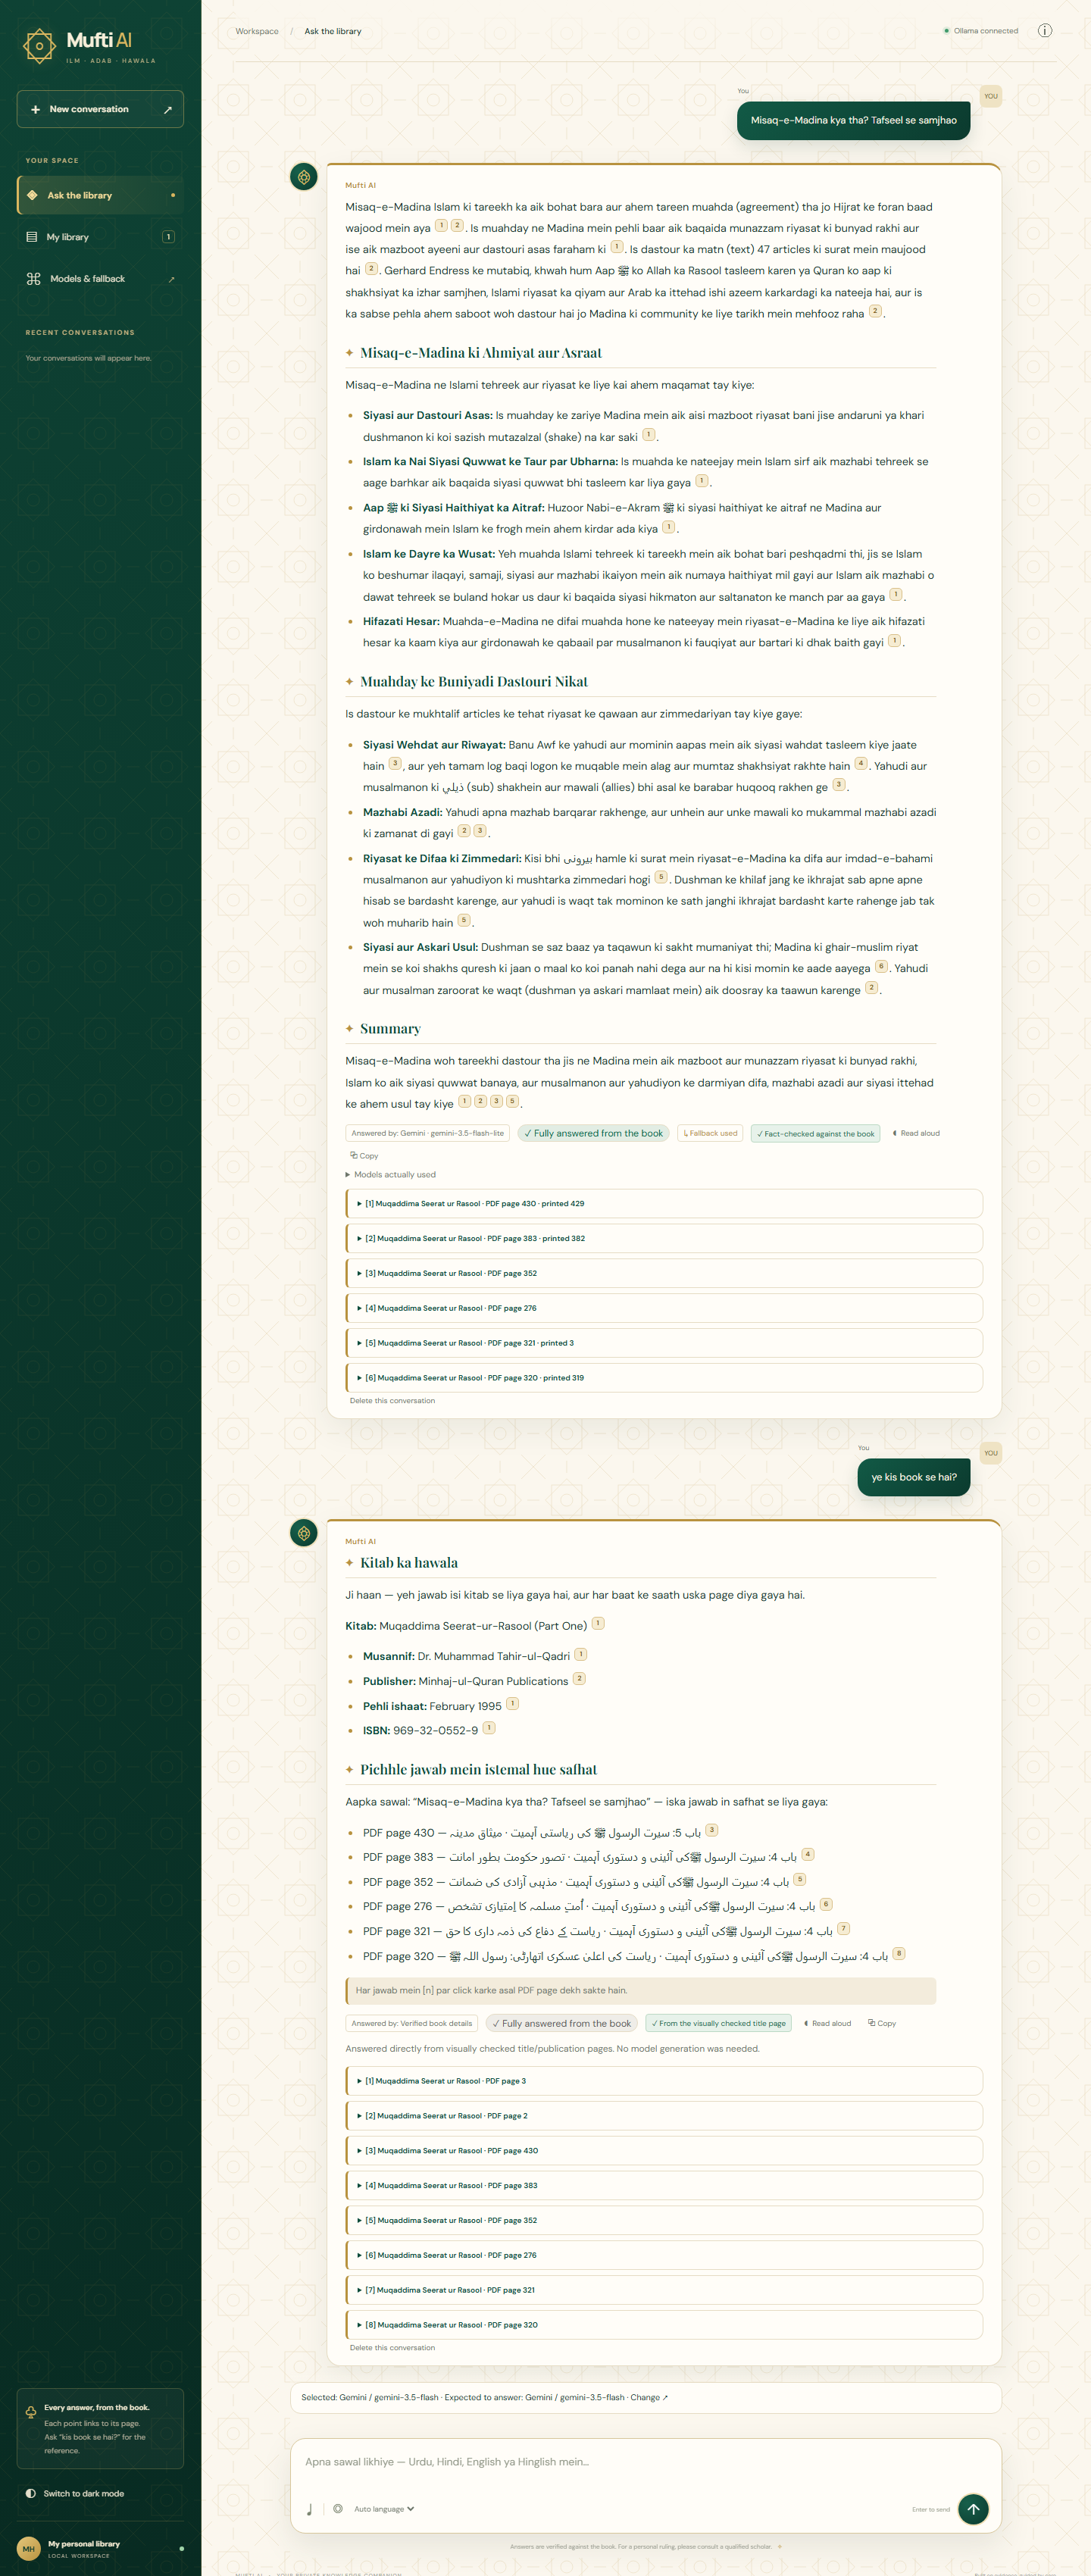 Mufti AI
ILM · ADAB · HAWALA
+ New conversation ↗
YOUR SPACE
Ask the library
My library 1
Models & fallback ↗
RECENT CONVERSATIONS
Your conversations will appear here.
Workspace / Ask the library
Ollama connected
You
YOU
Misaq-e-Madina kya tha? Tafseel se samjhao
Mufti AI
Misaq-e-Madina Islam ki tareekh ka aik bohat bara aur ahem tareen muahda (agreement) tha jo Hijrat ke foran baad
wajood mein aya 1 2. Is muahday ne Madina mein pehli baar aik baqaida munazzam riyasat ki bunyad rakhi aur
ise aik mazboot ayeeni aur dastouri asas faraham ki 1. Is dastour ka matn (text) 47 articles ki surat mein maujood
hai 2. Gerhard Endress ke mutabiq, khwah hum Aap ﷺ ko Allah ka Rasool tasleem karen ya Quran ko aap ki
shakhsiyat ka izhar samjhen, Islami riyasat ka qiyam aur Arab ka ittehad ishi azeem karkardagi ka nateeja hai, aur is
ka sabse pehla ahem saboot woh dastour hai jo Madina ki community ke liye tarikh mein mehfooz raha 2.
Misaq-e-Madina ki Ahmiyat aur Asraat
Misaq-e-Madina ne Islami tehreek aur riyasat ke liye kai ahem maqamat tay kiye:
Siyasi aur Dastouri Asas: Is muahday ke zariye Madina mein aik aisi mazboot riyasat bani jise andaruni ya khari
dushmanon ki koi sazish mutazalzal (shake) na kar saki 1.
Islam ka Nai Siyasi Quwwat ke Taur par Ubharna: Is muahda ke nateejay mein Islam sirf aik mazhabi tehreek se
aage barhkar aik baqaida siyasi quwwat bhi tasleem kar liya gaya 1.
Aap ﷺ ki Siyasi Haithiyat ka Aitraf: Huzoor Nabi-e-Akram ﷺ ki siyasi haithiyat ke aitraf ne Madina aur
girdonawah mein Islam ke frogh mein ahem kirdar ada kiya 1.
Islam ke Dayre ka Wusat: Yeh muahda Islami tehreek ki tareekh mein aik bohat bari peshqadmi thi, jis se Islam
ko beshumar ilaqayi, samaji, siyasi aur mazhabi ikaiyon mein aik numaya haithiyat mil gayi aur Islam aik mazhabi o
dawat tehreek se buland hokar us daur ki baqaida siyasi hikmaton aur saltanaton ke manch par aa gaya 1.
Hifazati Hesar: Muahda-e-Madina ne difai muahda hone ke nateeyay mein riyasat-e-Madina ke liye aik hifazati
hesar ka kaam kiya aur girdonawah ke qabaail par musalmanon ki fauqiyat aur bartari ki dhak baith gayi 1.
Muahday ke Buniyadi Dastouri Nikat
Is dastour ke mukhtalif articles ke tehat riyasat ke qawaan aur zimmedariyan tay kiye gaye:
Siyasi Wehdat aur Riwayat: Banu Awf ke yahudi aur mominin aapas mein aik siyasi wahdat tasleem kiye jaate
hain 3, aur yeh tamam log baqi logon ke muqable mein alag aur mumtaz shakhsiyat rakhte hain 4. Yahudi aur
musalmanon ki ذیلی (sub) shakhein aur mawali (allies) bhi asal ke barabar huqooq rakhen ge 3.
Mazhabi Azadi: Yahudi apna mazhab barqarar rakhenge, aur unhein aur unke mawali ko mukammal mazhabi azadi
ki zamanat di gayi 2 3.
Riyasat ke Difaa ki Zimmedari: Kisi bhi بیرونی hamle ki surat mein riyasat-e-Madina ka difa aur imdad-e-bahami
musalmanon aur yahudiyon ki mushtarka zimmedari hogi 5. Dushman ke khilaf jang ke ikhrajat sab apne apne
hisab se bardasht karenge, aur yahudi is waqt tak mominon ke sath janghi ikhrajat bardasht karte rahenge jab tak
woh muharib hain 5.
Siyasi aur Askari Usul: Dushman se saz baaz ya taqawun ki sakht mumaniyat thi; Madina ki ghair-muslim riyat
mein se koi shakhs quresh ki jaan o maal ko koi panah nahi dega aur na hi kisi momin ke aade aayega 6. Yahudi
aur musalman zaroorat ke waqt (dushman ya askari mamlaat mein) aik doosray ka taawun karenge 2.
Summary
Misaq-e-Madina woh tareekhi dastour tha jis ne Madina mein aik mazboot aur munazzam riyasat ki bunyad rakhi,
Islam ko aik siyasi quwwat banaya, aur musalmanon aur yahudiyon ke darmiyan difa, mazhabi azadi aur siyasi ittehad
ke ahem usul tay kiye 1 2 3 5.
Answered by: Gemini · gemini-3.5-flash-lite ✓ Fully answered from the book Fallback used ✓ Fact-checked against the book Read aloud
Copy
Models actually used
[1] Muqaddima Seerat ur Rasool · PDF page 430 · printed 429
[2] Muqaddima Seerat ur Rasool · PDF page 383 · printed 382
[3] Muqaddima Seerat ur Rasool · PDF page 352
[4] Muqaddima Seerat ur Rasool · PDF page 276
[5] Muqaddima Seerat ur Rasool · PDF page 321 · printed 3
[6] Muqaddima Seerat ur Rasool · PDF page 320 · printed 319
Delete this conversation
You
YOU
ye kis book se hai?
Mufti AI
Kitab ka hawala
Ji haan — yeh jawab isi kitab se liya gaya hai, aur har baat ke saath uska page diya gaya hai.
Kitab: Muqaddima Seerat-ur-Rasool (Part One) 1
Musannif: Dr. Muhammad Tahir-ul-Qadri 1
Publisher: Minhaj-ul-Quran Publications 2
Pehli ishaat: February 1995 1
ISBN: 969-32-0552-9 1
Pichhle jawab mein istemal hue safhat
Aapka sawal: “Misaq-e-Madina kya tha? Tafseel se samjhao” — iska jawab in safhat se liya gaya:
PDF page 430 — باب 5: سیرت الرسول ﷺ کی ریاستی اہمیت · میثاق مدینہ 3
PDF page 383 — باب 4: سیرت الرسول ﷺکی آئینی و دستوری اہمیت · تصور حکومت بطور امانت 4
PDF page 352 — باب 4: سیرت الرسول ﷺکی آئینی و دستوری اہمیت · مذہبی آزادی کی ضمانت 5
PDF page 276 — باب 4: سیرت الرسول ﷺکی آئینی و دستوری اہمیت · اُمتِ مسلمہ کا اِمتیازی تشخص 6
PDF page 321 — باب 4: سیرت الرسول ﷺکی آئینی و دستوری اہمیت · ریاست کے دفاع کی ذمہ داری کا حق 7
PDF page 320 — باب 4: سیرت الرسول ﷺکی آئینی و دستوری اہمیت · ریاست کی اعلیٰ عسکری اتھارٹی: رسول اللہ ﷺ 8
Har jawab mein [n] par click karke asal PDF page dekh sakte hain.
Answered by: Verified book details ✓ Fully answered from the book ✓ From the visually checked title page Read aloud Copy
Answered directly from visually checked title/publication pages. No model generation was needed.
[1] Muqaddima Seerat ur Rasool · PDF page 3
[2] Muqaddima Seerat ur Rasool · PDF page 2
[3] Muqaddima Seerat ur Rasool · PDF page 430
[4] Muqaddima Seerat ur Rasool · PDF page 383
[5] Muqaddima Seerat ur Rasool · PDF page 352
[6] Muqaddima Seerat ur Rasool · PDF page 276
[7] Muqaddima Seerat ur Rasool · PDF page 321
[8] Muqaddima Seerat ur Rasool · PDF page 320
Delete this conversation
Selected: Gemini / gemini-3.5-flash · Expected to answer: Gemini / gemini-3.5-flash · Change ↗
Apna sawal likhiye — Urdu, Hindi, English ya Hinglish mein...
Auto language
Enter to send
Answers are verified against the book. For a personal ruling, please consult a qualified scholar.
Every answer, from the book.
Each point links to its page.
Ask “kis book se hai?” for the
reference.
Switch to dark mode
MH
My personal library
LOCAL WORKSPACE